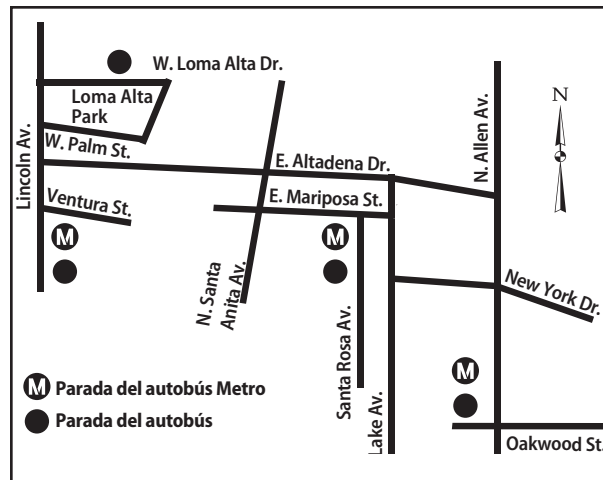 W. Loma Alta Dr.
Loma Alta
Park
Lincoln Av.
W. Palm St.
E. Altadena Dr.
N. Allen Av.
N
Ventura St.
E. Mariposa St.
M
M
N. Santa
Anita Av.
New York Dr.
Santa Rosa Av.
Lake Av.
M
M Parada del autobús Metro
Parada del autobús
Oakwood St.